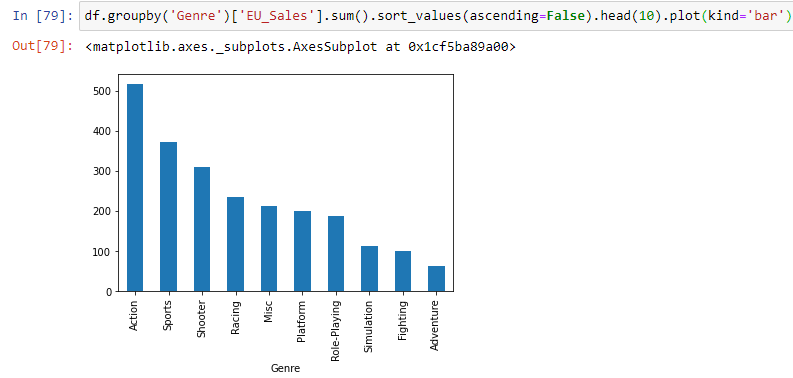 In [79]: df.groupby('Genre')['EU_Sales'].sum().sort_values(ascending=False).head(10).plot(kind='bar')
Out[79]: <matplotlib.axes._subplots.AxesSubplot at 0x1cf5ba89a00>
500
400
300
200
100
0
Action
Sports
Shooter
Racing
Misc
Platform
Role-Playing
Simulation
Fighting
Adventure
Genre